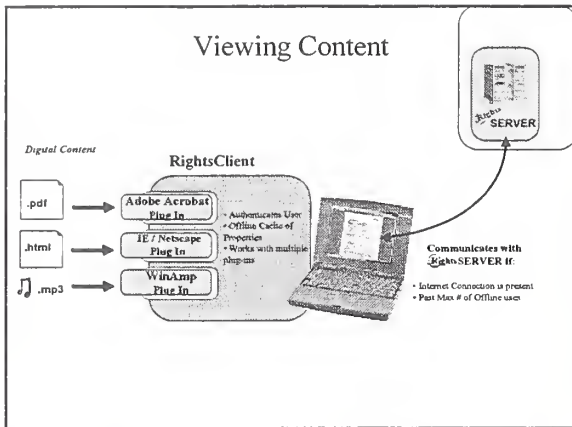 Viewing Content
Rights
SERVER
Digital Content
RightsClient
.pdf
Adobe Acrobat
Plug In
• Authenticates User
• Offline Cache of
Properties
• Works with multiple
plug-ins
.html
IE / Netscape
Plug In
.mp3
WinAmp
Plug In
Communicates with
RightsSERVER if:
• Internet Connection is present
• Past Max # of Offline uses